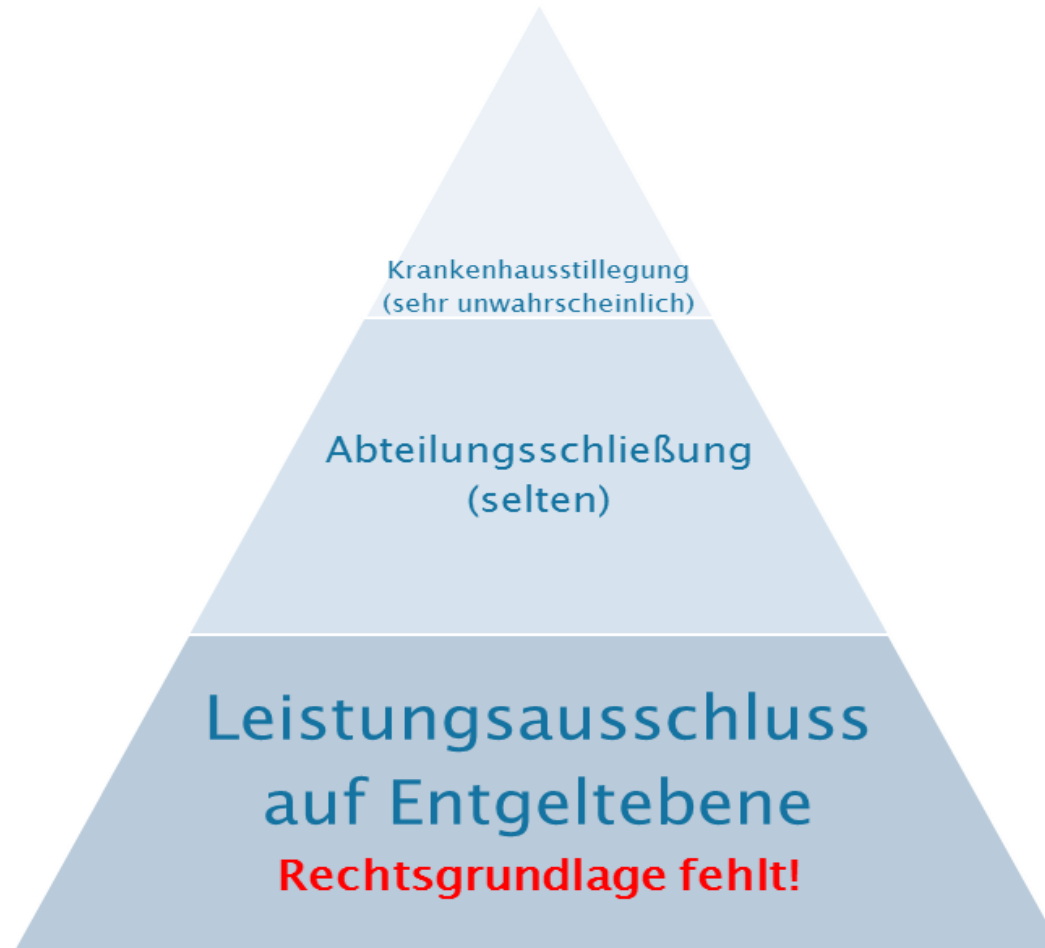 Krankenhausstillegung
(sehr unwahrscheinlich)
Abteilungsschließung
(selten)
Leistungsausschluss
auf Entgeltebene
Rechtsgrundlage fehlt!